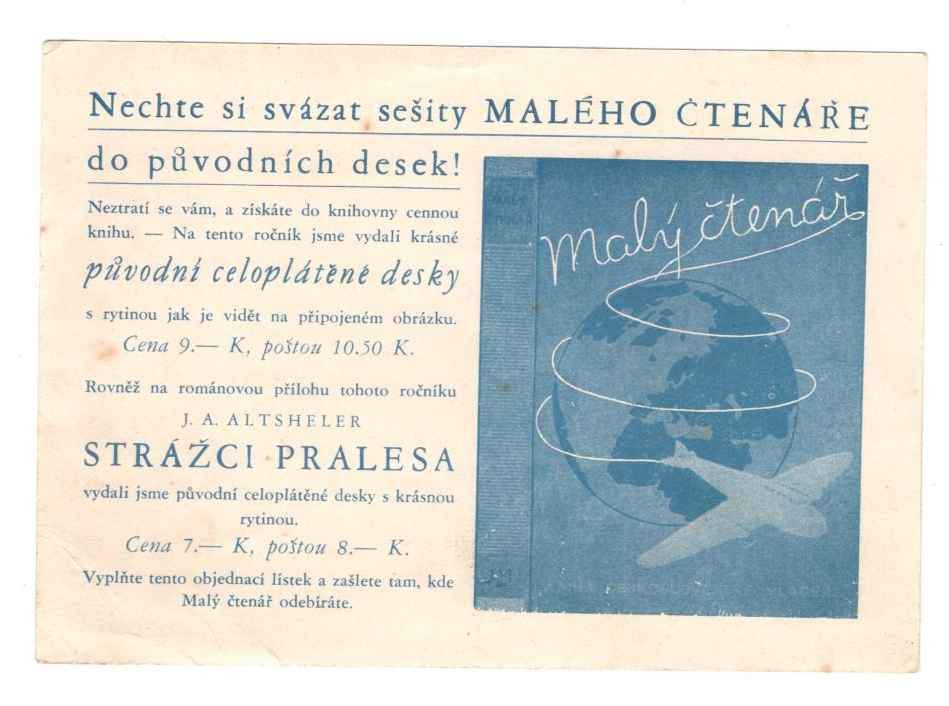 Nechte si svázat sešity MALÉHO ČTENÁŘE
do původních desek!
Neztratí se vám, a získáte do knihovny cennou
knihu. — Na tento ročník jsme vydali krásné
původní celoplátěné desky
s rytinou jak je vidět na připojeném obrázku.
Cena 9.— K, poštou 10.50 K.
Rovněž na románovou přílohu tohoto ročníku
J. A. ALTSHELER
STRÁŽCI PRALESA
vydali jsme původní celoplátěné desky s krásnou
rytinou.
Cena 7.— K, poštou 8.— K.
Vyplňte tento objednací lístek a zašlete tam, kde
Malý čtenář odebíráte.
Malý čtenář